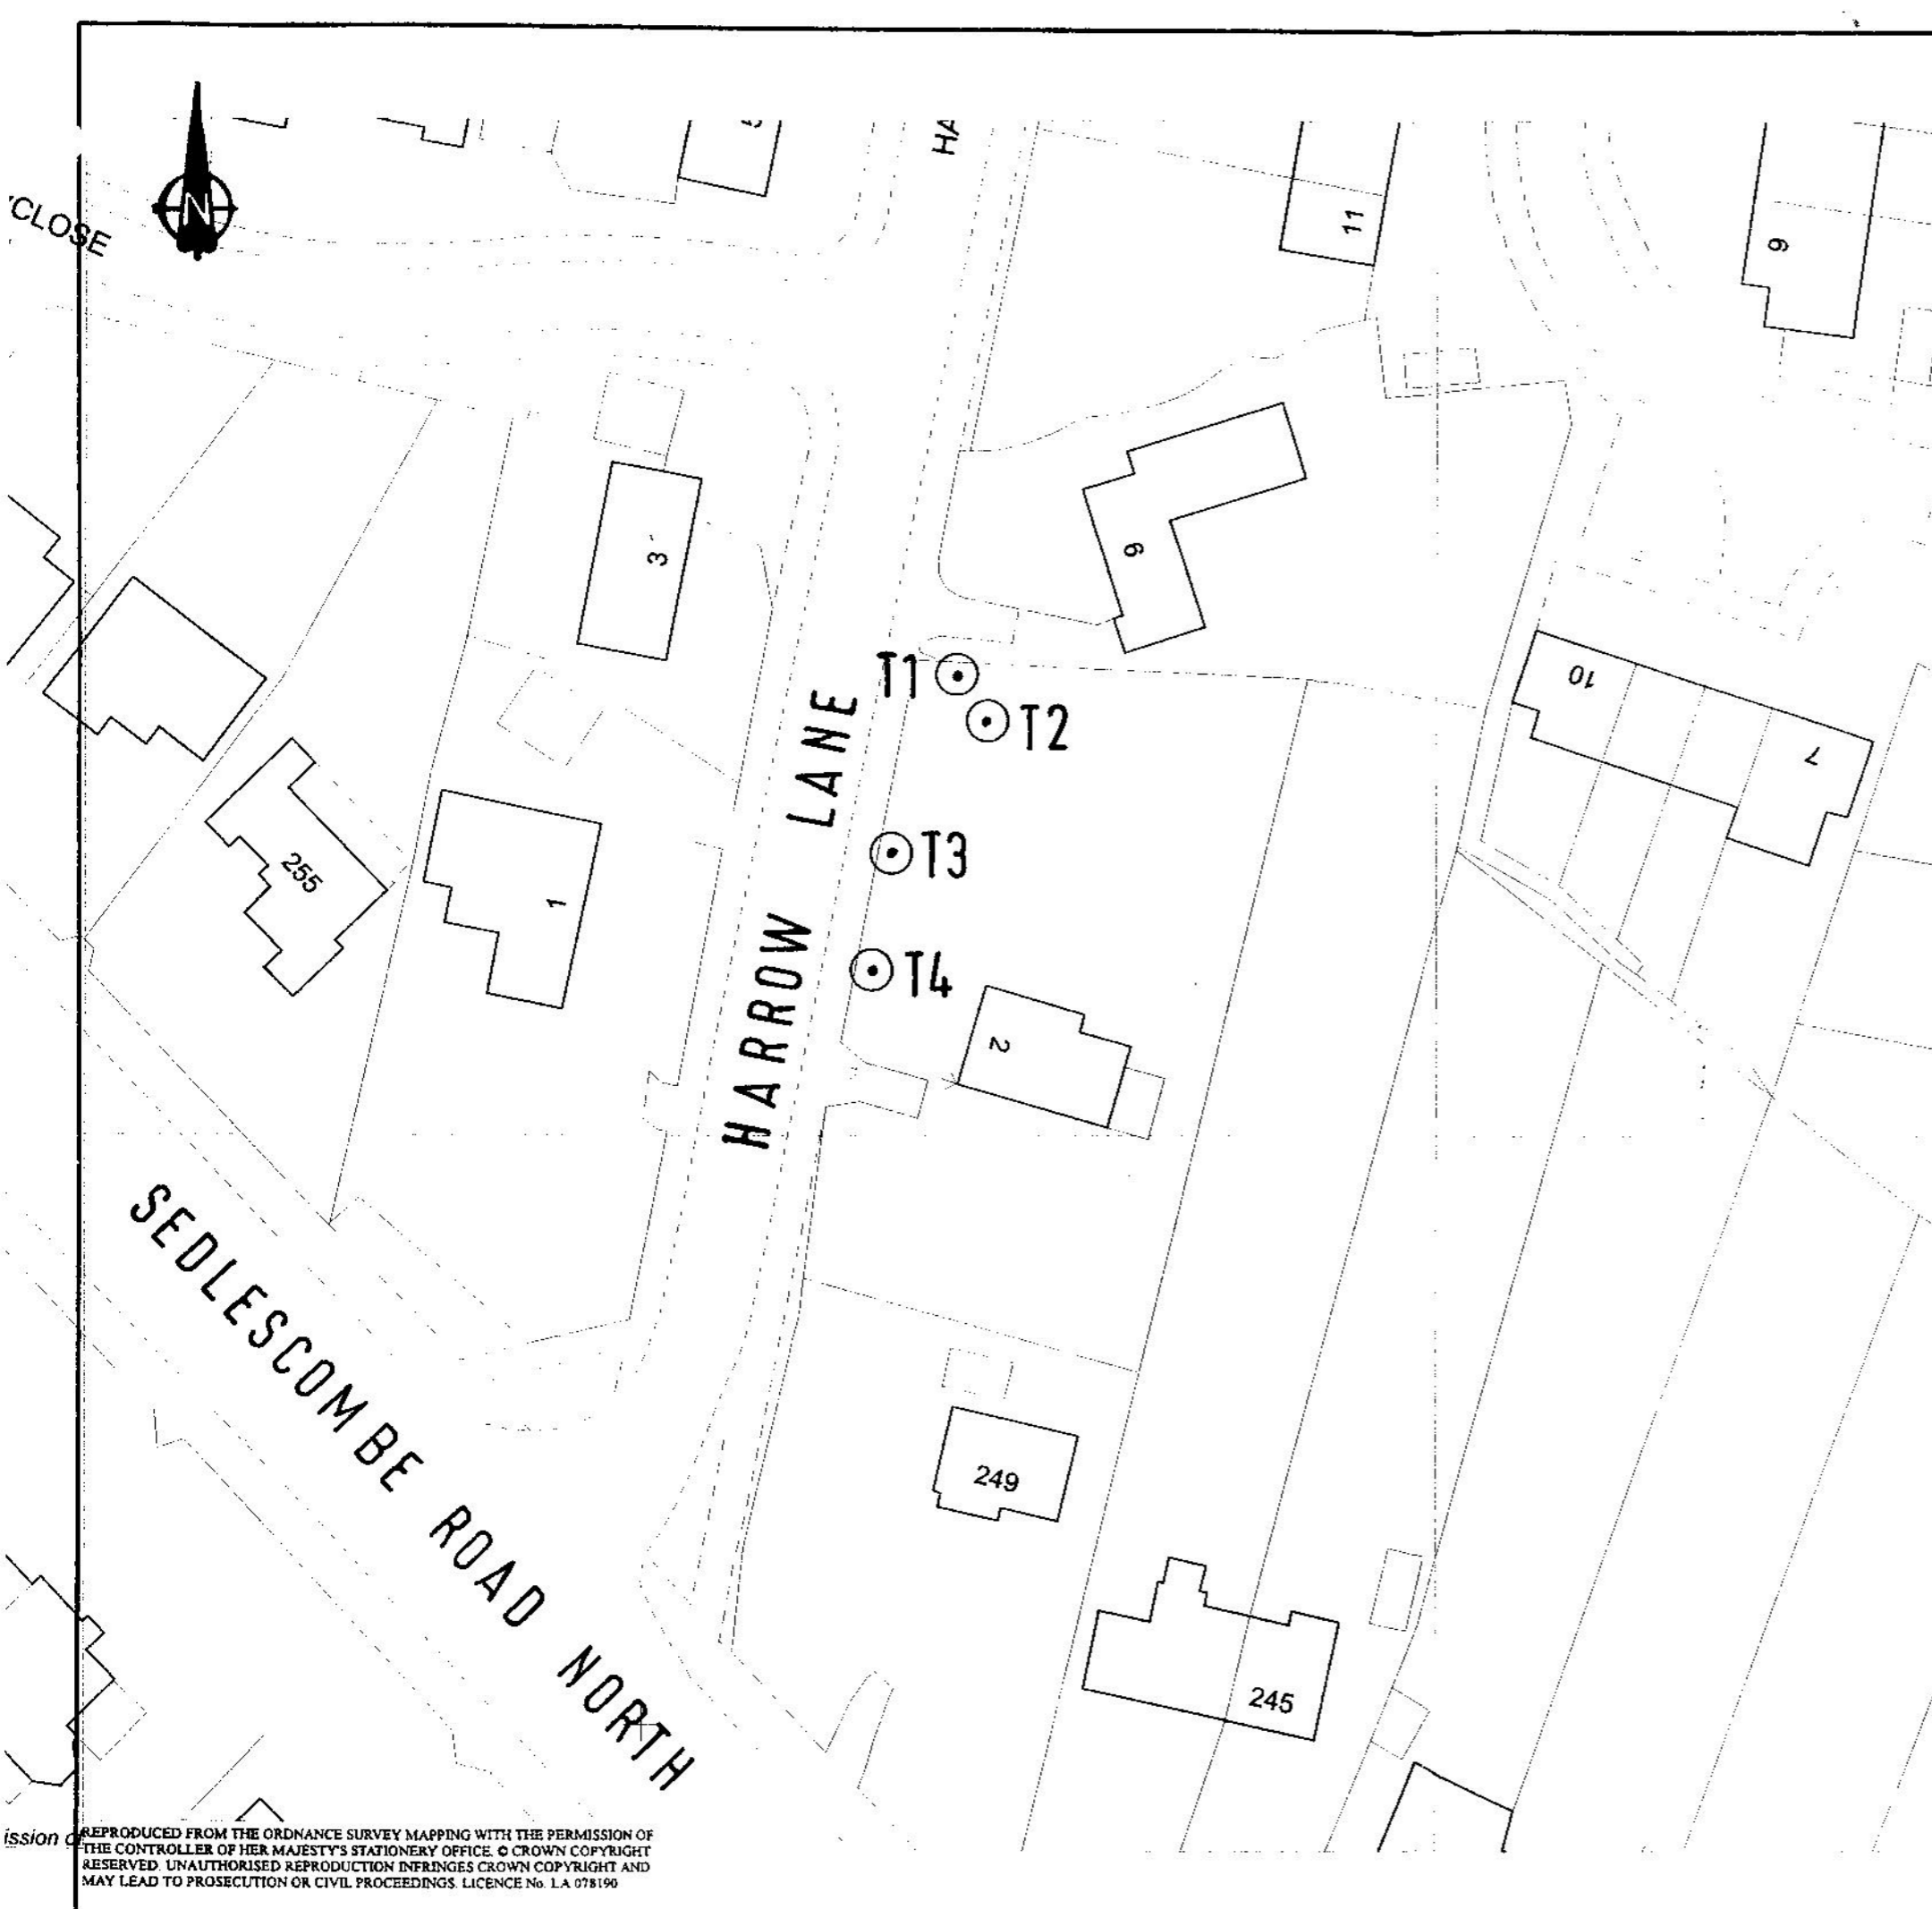 CLOSE
N
HA
11
9
3
6
T1
T2
10
7
HARROW LANE
T3
255
1
T4
2
SEDLESCOMBE ROAD NORTH
249
245
ission of
REPRODUCED FROM THE ORDNANCE SURVEY MAPPING WITH THE PERMISSION OF
THE CONTROLLER OF HER MAJESTY'S STATIONERY OFFICE. © CROWN COPYRIGHT
RESERVED. UNAUTHORISED REPRODUCTION INFRINGES CROWN COPYRIGHT AND
MAY LEAD TO PROSECUTION OR CIVIL PROCEEDINGS. LICENCE No. LA 078190